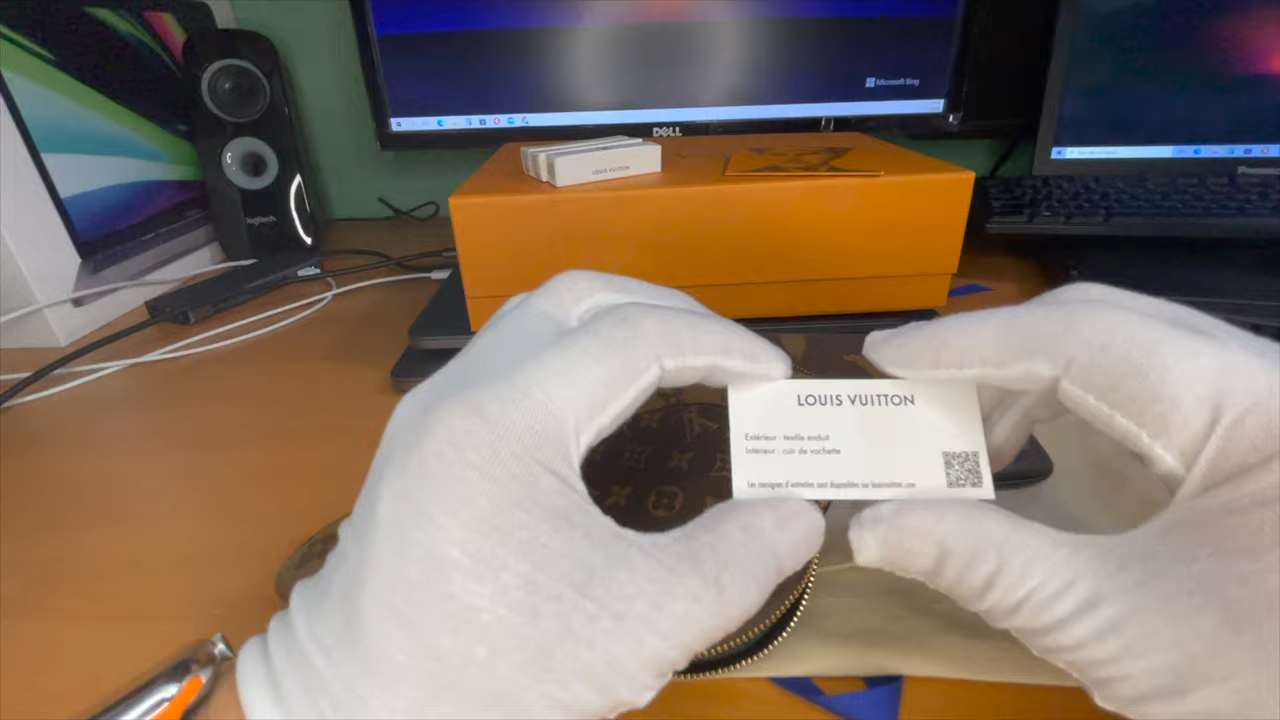 Microsoft Bing
DELL
LOUIS VUITTON
logitech
LOUIS VUITTON
Extérieur : textile enduit
Intérieur : cuir de vachette
Les consignes d'entretien sont disponibles sur louisvuitton.com